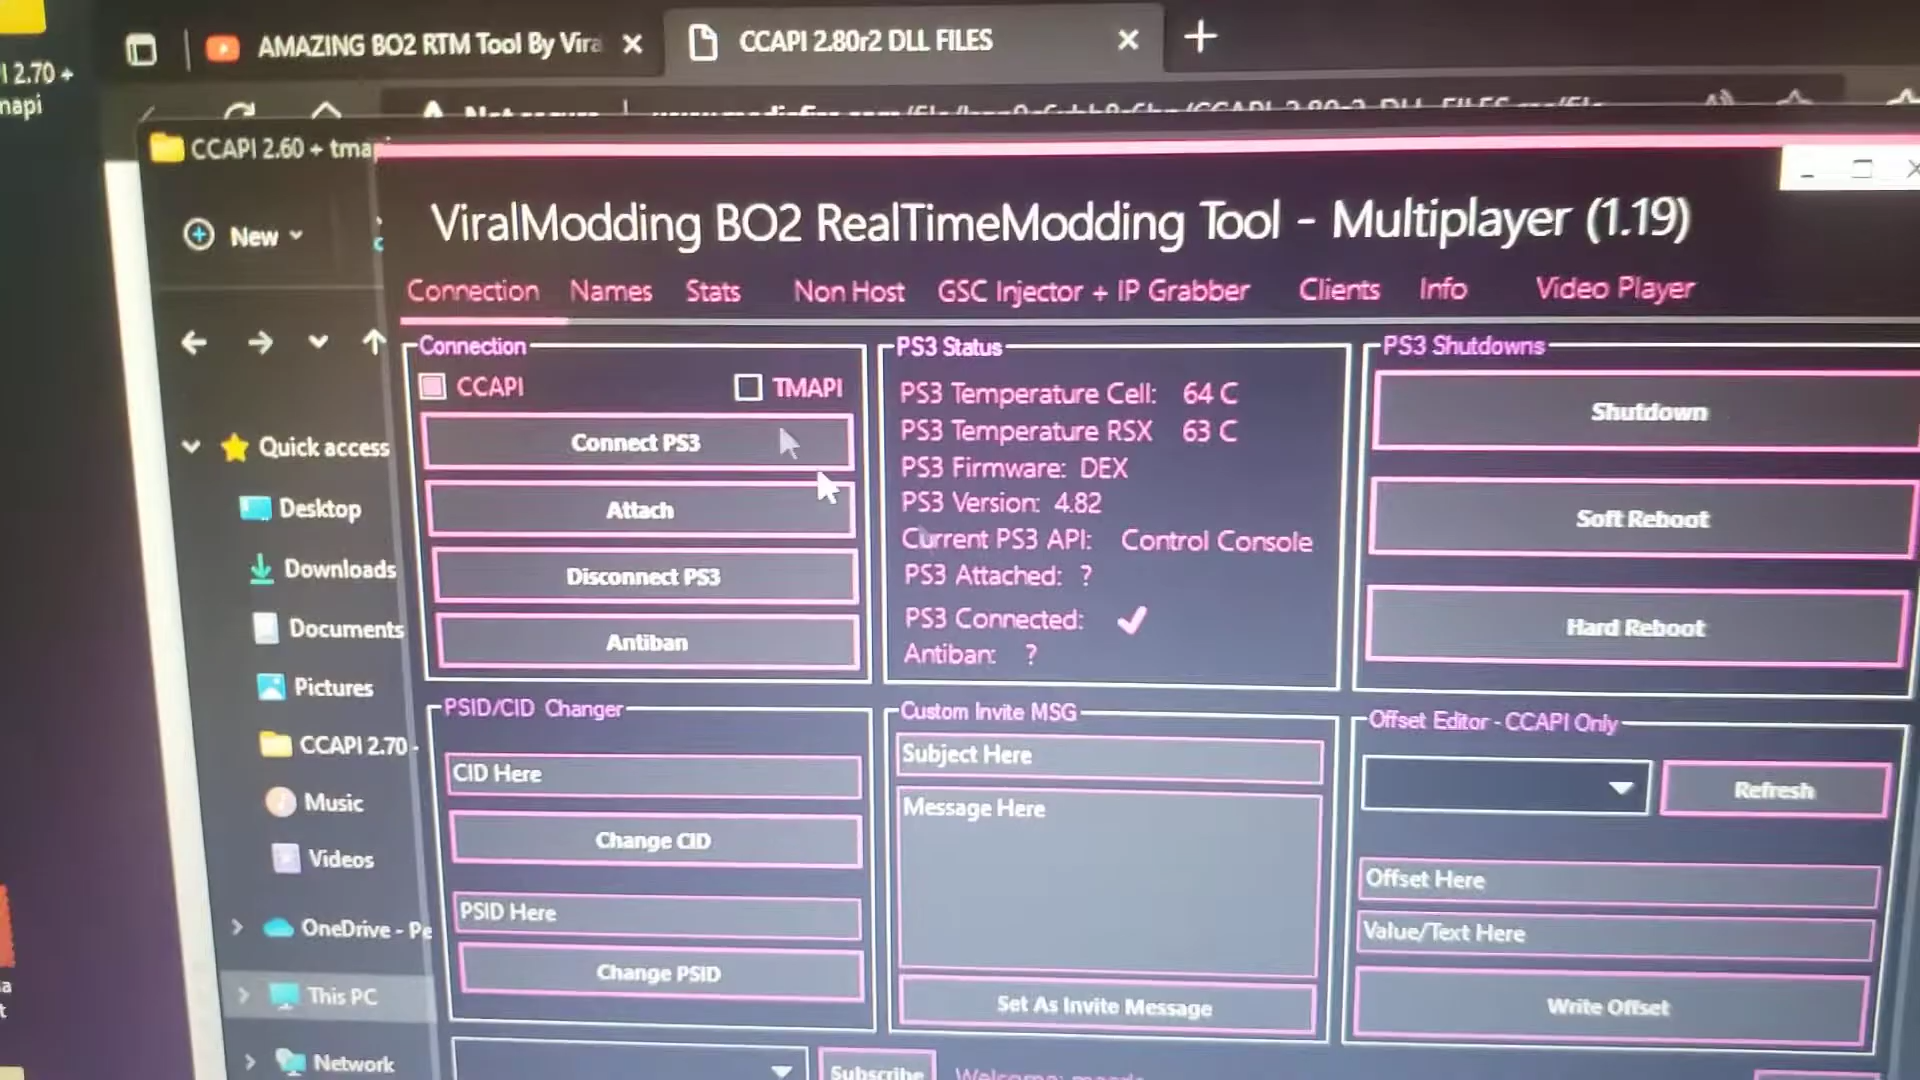 AMAZING BO2 RTM Tool By Vira
CCAPI 2.80r2 DLL FILES
2.70 +
CCAPI 2.60 + tmap
New
ViralModding BO2 RealTimeModding Tool - Multiplayer (1.19)
Connection Names Stats Non Host GSC Injector + IP Grabber Clients Info Video Player
Connection
CCAPI
TMAPI
Connect PS3
Attach
Disconnect PS3
Antiban
PS3 Status
PS3 Temperature Cell: 64 C
PS3 Temperature RSX 63 C
PS3 Firmware: DEX
PS3 Version: 4.82
Current PS3 API: Control Console
PS3 Attached: ?
PS3 Connected:
Antiban: ?
PS3 Shutdowns
Shutdown
Soft Reboot
Hard Reboot
Quick access
Desktop
Downloads
Documents
Pictures
CCAPI 2.70 -
Music
Videos
OneDrive - Pe
This PC
Network
PSID/CID Changer
CID Here
Change CID
PSID Here
Change PSID
Custom Invite MSG
Subject Here
Message Here
Set As Invite Message
Offset Editor - CCAPI Only
Refresh
Offset Here
Value/Text Here
Write Offset
Subscribe